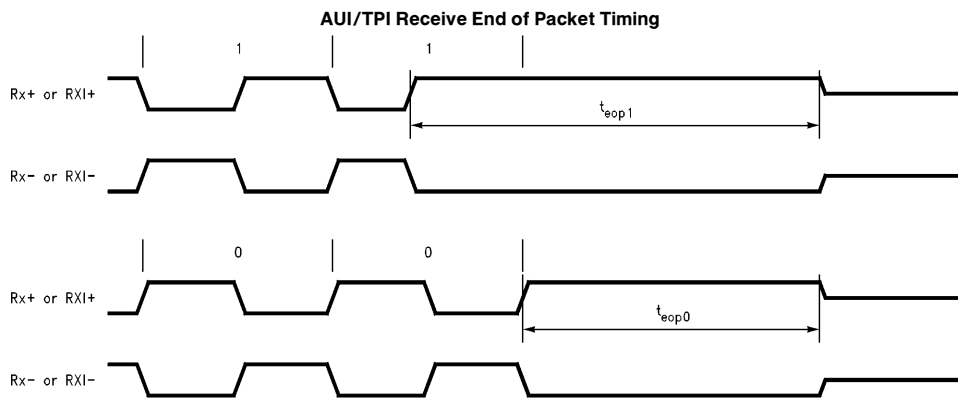 AUI/TPI Receive End of Packet Timing
1 1
Rx+ or RXI+
teop1
Rx- or RXI-
0 0
Rx+ or RXI+
teop0
Rx- or RXI-